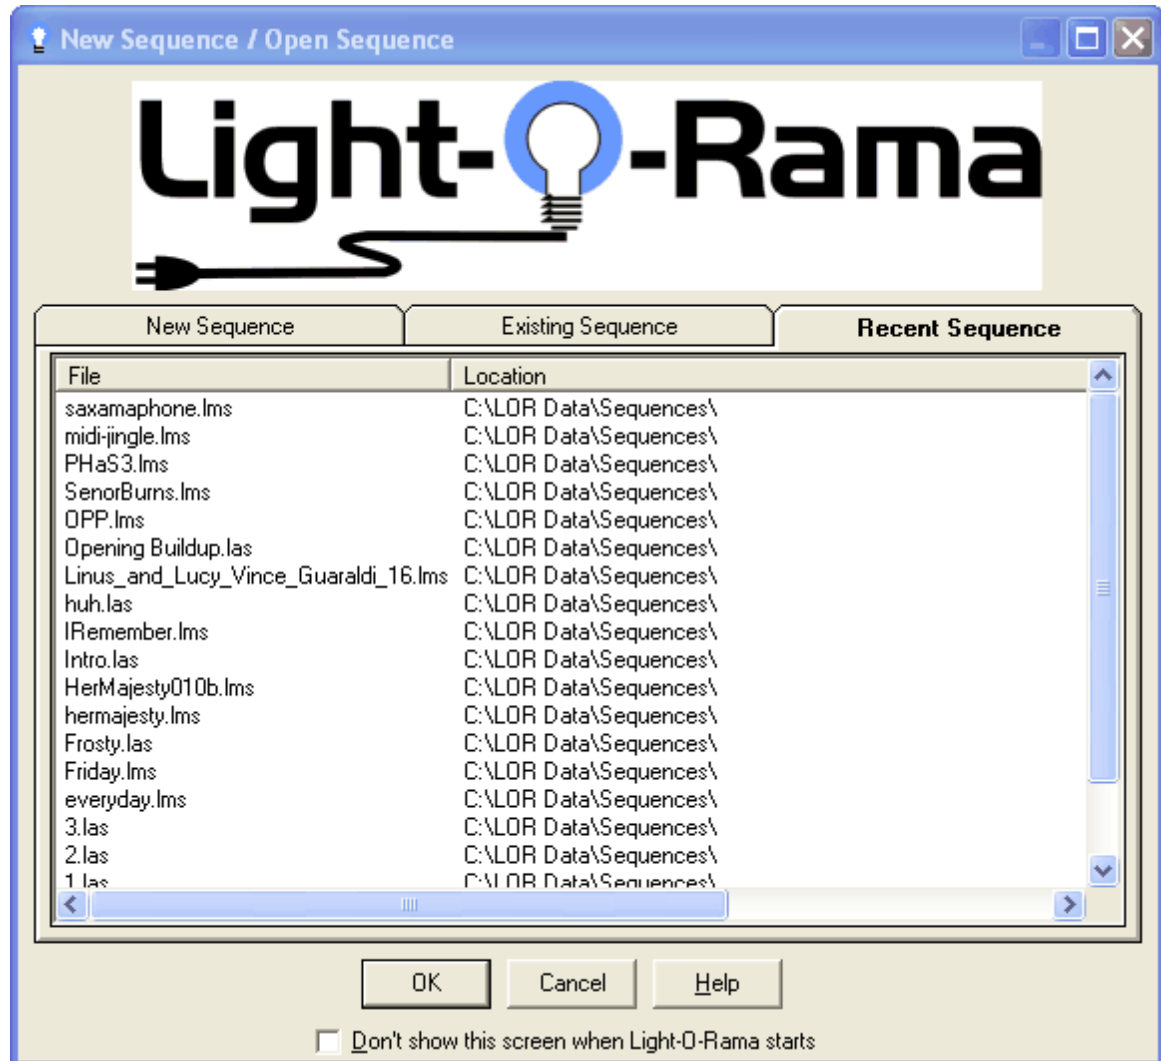 New Sequence / Open Sequence
Light-O-Rama
New Sequence Existing Sequence Recent Sequence
File Location
saxamaphone.lms C:\LOR Data\Sequences\
midi-jingle.lms C:\LOR Data\Sequences\
PHaS3.lms C:\LOR Data\Sequences\
SenorBurns.lms C:\LOR Data\Sequences\
OPP.lms C:\LOR Data\Sequences\
Opening Buildup.las C:\LOR Data\Sequences\
Linus_and_Lucy_Vince_Guaraldi_16.lms C:\LOR Data\Sequences\
huh.las C:\LOR Data\Sequences\
IRemember.lms C:\LOR Data\Sequences\
Intro.las C:\LOR Data\Sequences\
HerMajesty010b.lms C:\LOR Data\Sequences\
hermajesty.lms C:\LOR Data\Sequences\
Frosty.las C:\LOR Data\Sequences\
Friday.lms C:\LOR Data\Sequences\
everyday.lms C:\LOR Data\Sequences\
3.las C:\LOR Data\Sequences\
2.las C:\LOR Data\Sequences\
1.las C:\LOR Data\Sequences\
OK Cancel Help
Don't show this screen when Light-O-Rama starts